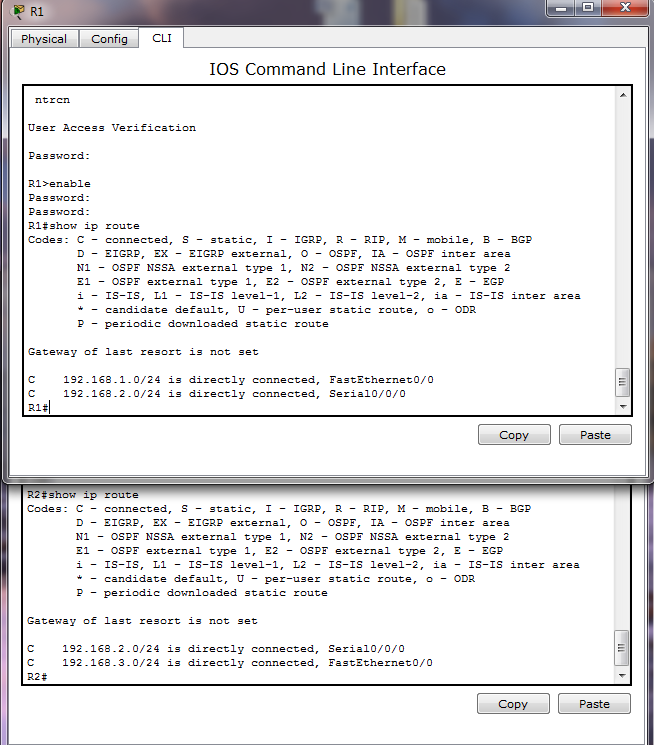 R1
Physical Config CLI
IOS Command Line Interface
ntrcn
User Access Verification
Password:
R1>enable
Password:
Password:
R1#show ip route
Codes: C - connected, S - static, I - IGRP, R - RIP, M - mobile, B - BGP
D - EIGRP, EX - EIGRP external, O - OSPF, IA - OSPF inter area
N1 - OSPF NSSA external type 1, N2 - OSPF NSSA external type 2
E1 - OSPF external type 1, E2 - OSPF external type 2, E - EGP
i - IS-IS, L1 - IS-IS level-1, L2 - IS-IS level-2, ia - IS-IS inter area
* - candidate default, U - per-user static route, o - ODR
P - periodic downloaded static route
Gateway of last resort is not set
C 192.168.1.0/24 is directly connected, FastEthernet0/0
C 192.168.2.0/24 is directly connected, Serial0/0/0
R1#
Copy Paste
R2#show ip route
Codes: C - connected, S - static, I - IGRP, R - RIP, M - mobile, B - BGP
D - EIGRP, EX - EIGRP external, O - OSPF, IA - OSPF inter area
N1 - OSPF NSSA external type 1, N2 - OSPF NSSA external type 2
E1 - OSPF external type 1, E2 - OSPF external type 2, E - EGP
i - IS-IS, L1 - IS-IS level-1, L2 - IS-IS level-2, ia - IS-IS inter area
* - candidate default, U - per-user static route, o - ODR
P - periodic downloaded static route
Gateway of last resort is not set
C 192.168.2.0/24 is directly connected, Serial0/0/0
C 192.168.3.0/24 is directly connected, FastEthernet0/0
R2#
Copy Paste